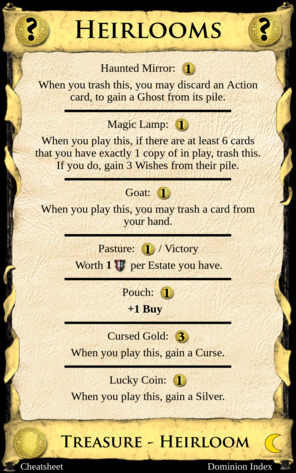 ? HEIRLOOMS ?
Haunted Mirror: 1
When you trash this, you may discard an Action
card, to gain a Ghost from its pile.
Magic Lamp: 1
When you play this, if there are at least 6 cards
that you have exactly 1 copy of in play, trash this.
If you do, gain 3 Wishes from their pile.
Goat: 1
When you play this, you may trash a card from
your hand.
Pasture: 1 / Victory
Worth 1 per Estate you have.
Pouch: 1
+1 Buy
Cursed Gold: 3
When you play this, gain a Curse.
Lucky Coin: 1
When you play this, gain a Silver.
TREASURE - HEIRLOOM
Cheatsheet Dominion Index